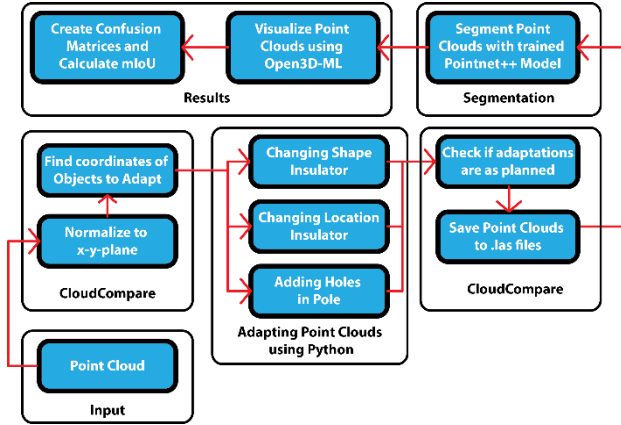 Create Confusion
Matrices and
Calculate mIoU
Visualize Point
Clouds using
Open3D-ML
Results
Segment Point
Clouds with trained
Pointnet++ Model
Segmentation
Find coordinates of
Objects to Adapt
Normalize to
x-y-plane
CloudCompare
Changing Shape
Insulator
Changing Location
Insulator
Adding Holes
in Pole
Adapting Point Clouds
using Python
Check if adaptations
are as planned
Save Point Clouds
to .las files
CloudCompare
Point Cloud
Input